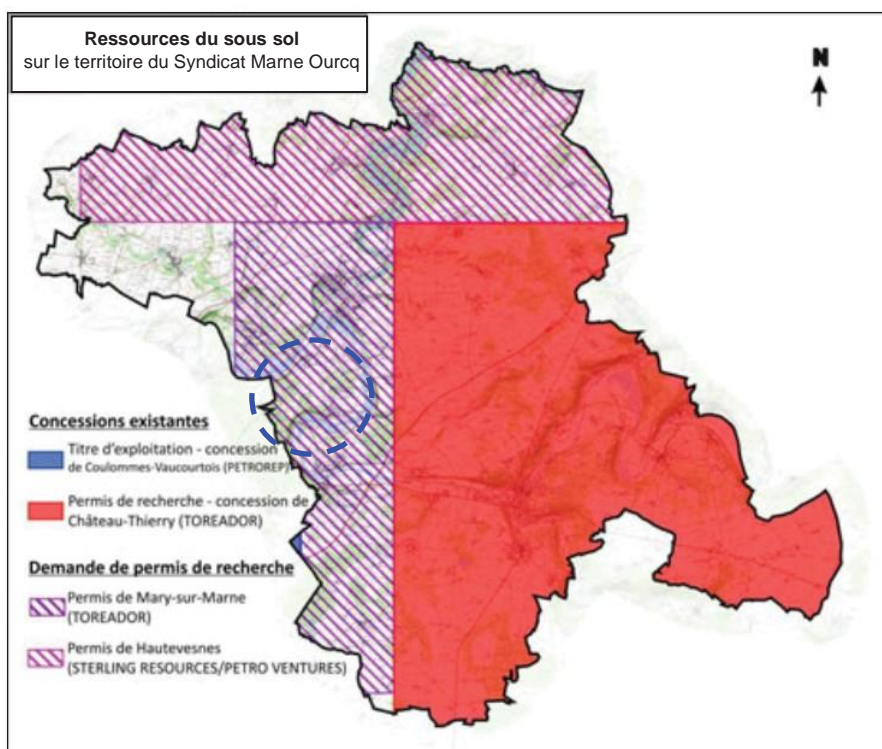 Ressources du sous sol
sur le territoire du Syndicat Marne Ourcq
N
Concessions existantes
Titre d'exploitation - concession
de Coulommes-Vaucourtois (PETROREP)
Permis de recherche - concession de
Château-Thierry (TOREADOR)
Demande de permis de recherche
Permis de Mary-sur-Marne
(TOREADOR)
Permis de Hautevesnes
(STERLING RESOURCES/PETRO VENTURES)